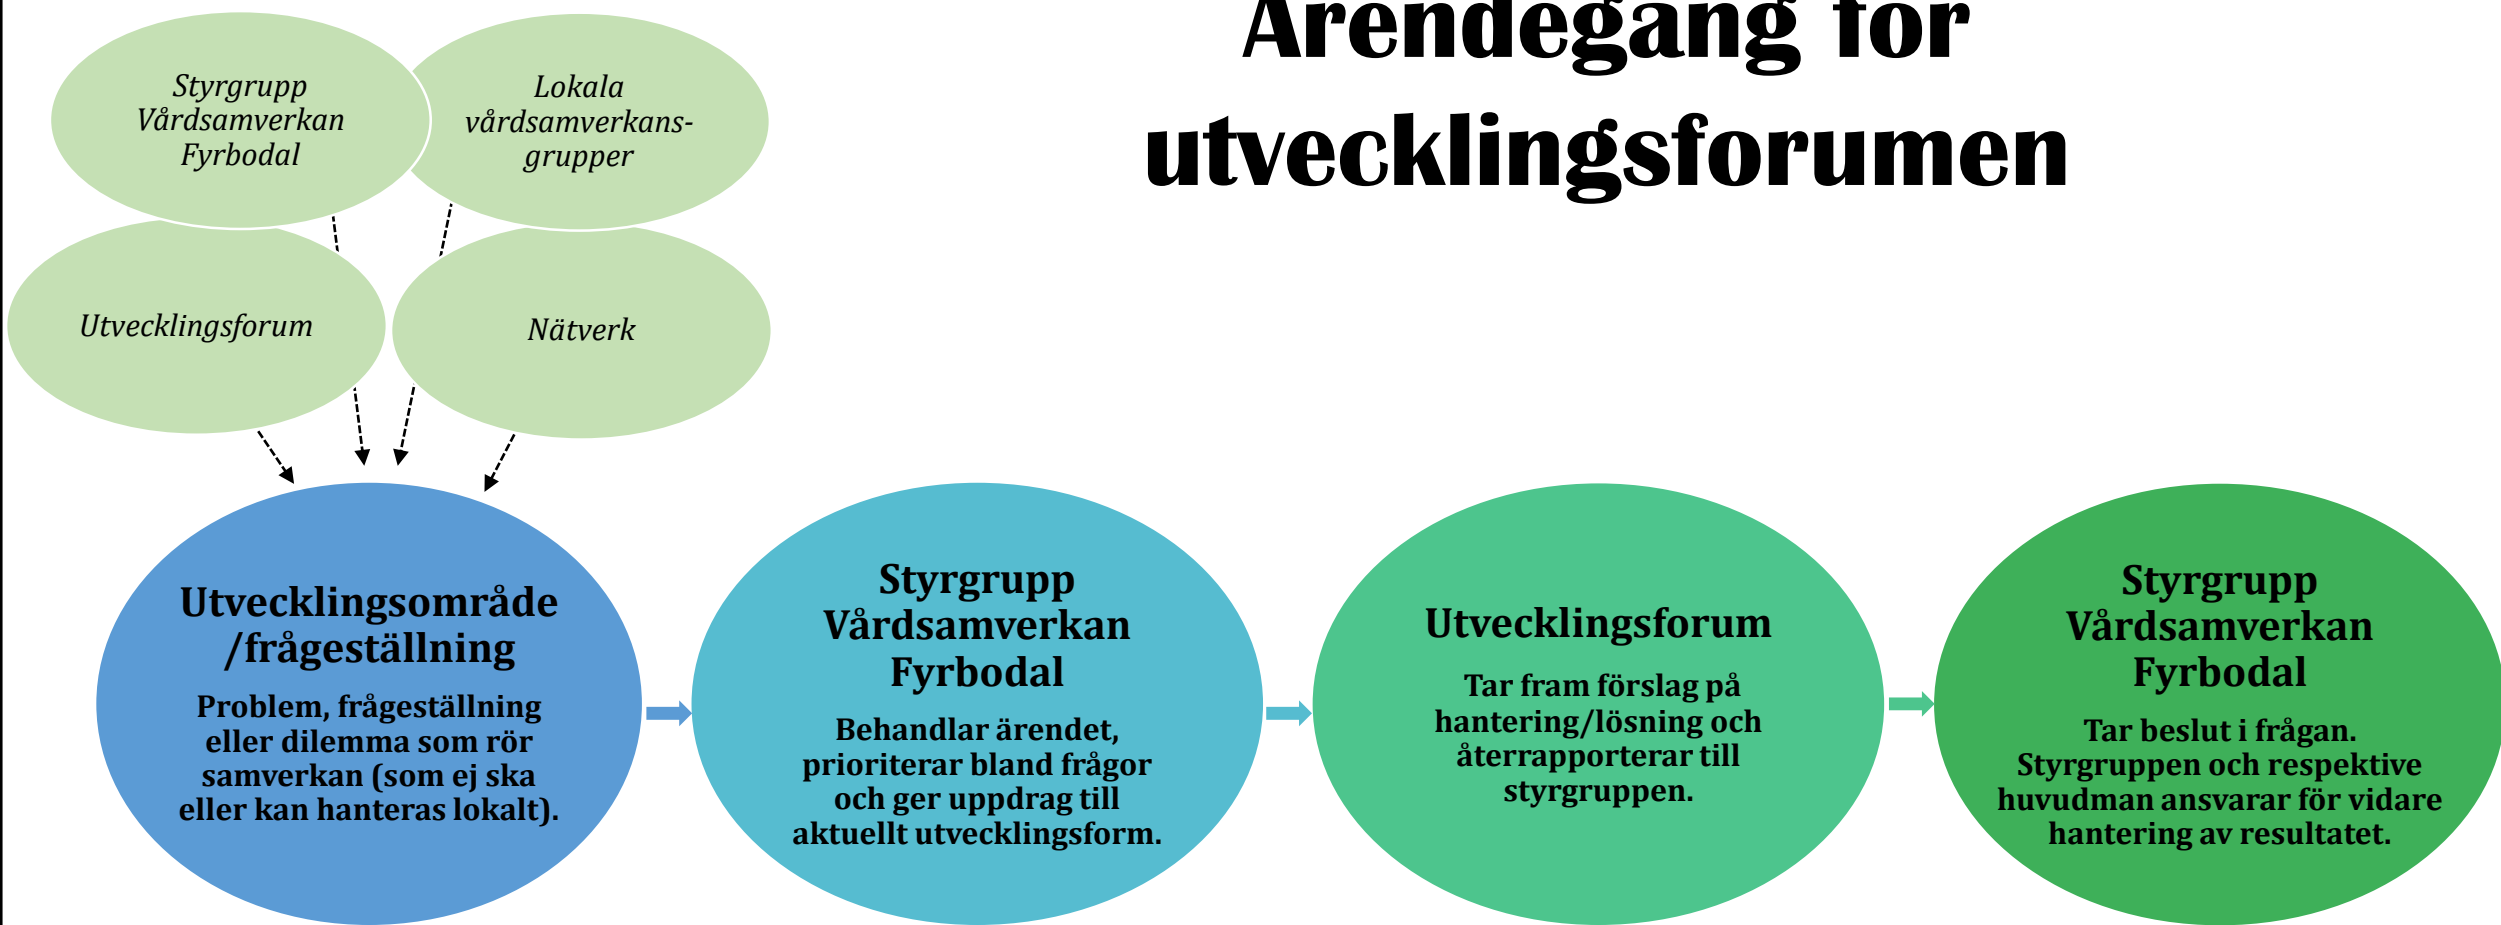 Ärendegång för
utvecklingsforumen
Styrgrupp
Vårdsamverkan
Fyrbodal
Lokala
vårdsamverkans-
grupper
Utvecklingsforum
Nätverk
Utvecklingsområde
/frågeställning
Problem, frågeställning
eller dilemma som rör
samverkan (som ej ska
eller kan hanteras lokalt).
Styrgrupp
Vårdsamverkan
Fyrbodal
Behandlar ärendet,
prioriterar bland frågor
och ger uppdrag till
aktuellt utvecklingsform.
Utvecklingsforum
Tar fram förslag på
hantering/lösning och
återrapporterar till
styrgruppen.
Styrgrupp
Vårdsamverkan
Fyrbodal
Tar beslut i frågan.
Styrgruppen och respektive
huvudman ansvarar för vidare
hantering av resultatet.